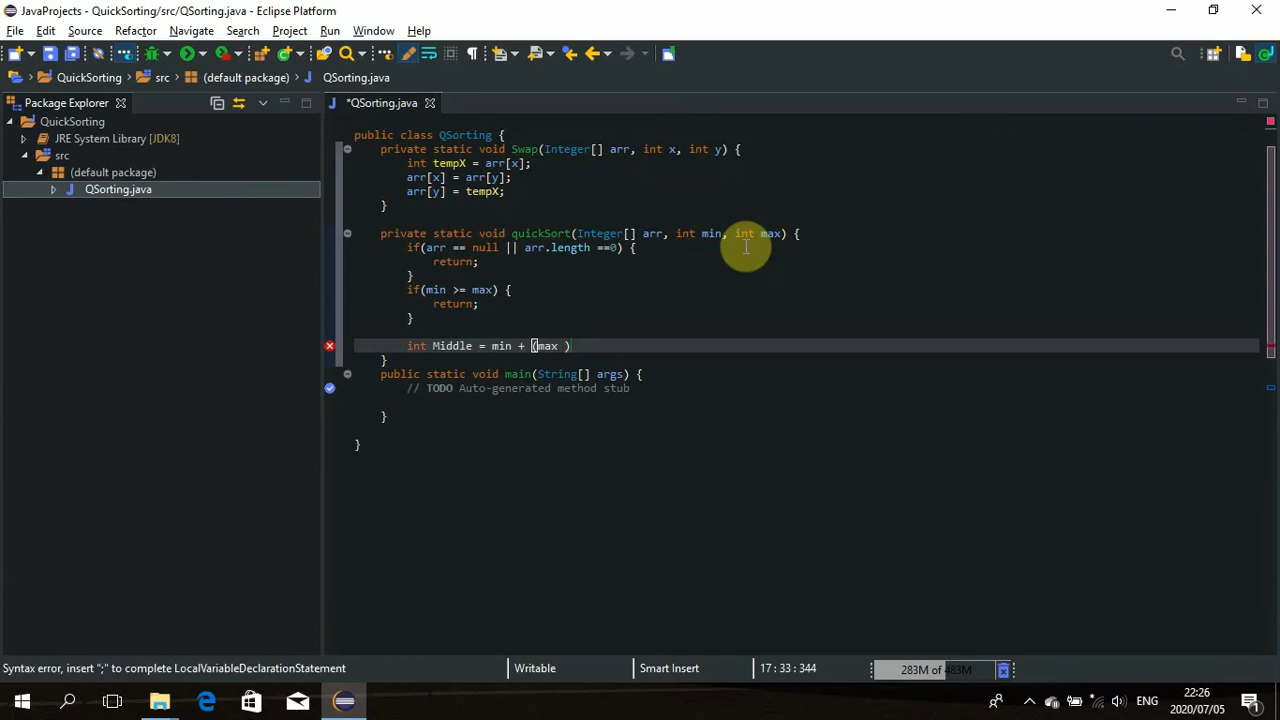 JavaProjects - QuickSorting/src/QSorting.java - Eclipse Platform
File Edit Source Refactor Navigate Search Project Run Window Help
QuickSorting src (default package) QSorting.java
Package Explorer
*QSorting.java
QuickSorting
JRE System Library [JDK8]
src
(default package)
QSorting.java
public class QSorting {
private static void Swap(Integer[] arr, int x, int y) {
int tempX = arr[x];
arr[x] = arr[y];
arr[y] = tempX;
}
private static void quickSort(Integer[] arr, int min, int max) {
if(arr == null || arr.length ==0) {
return;
}
if(min >= max) {
return;
}
int Middle = min + (max )
}
public static void main(String[] args) {
// TODO Auto-generated method stub
}
}
Syntax error, insert ";" to complete LocalVariableDeclarationStatement
Writable
Smart Insert
17 : 33 : 344
283M of 483M
ENG
22:26
2020/07/05